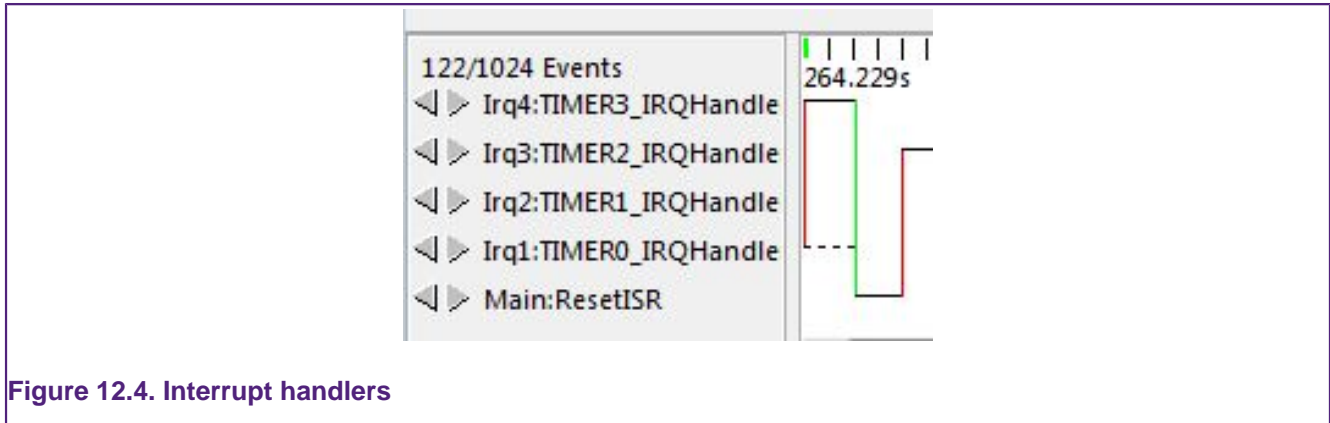 122/1024 Events
264.229s
Irq4:TIMER3_IRQHandle
Irq3:TIMER2_IRQHandle
Irq2:TIMER1_IRQHandle
Irq1:TIMER0_IRQHandle
Main:ResetISR
Figure 12.4. Interrupt handlers